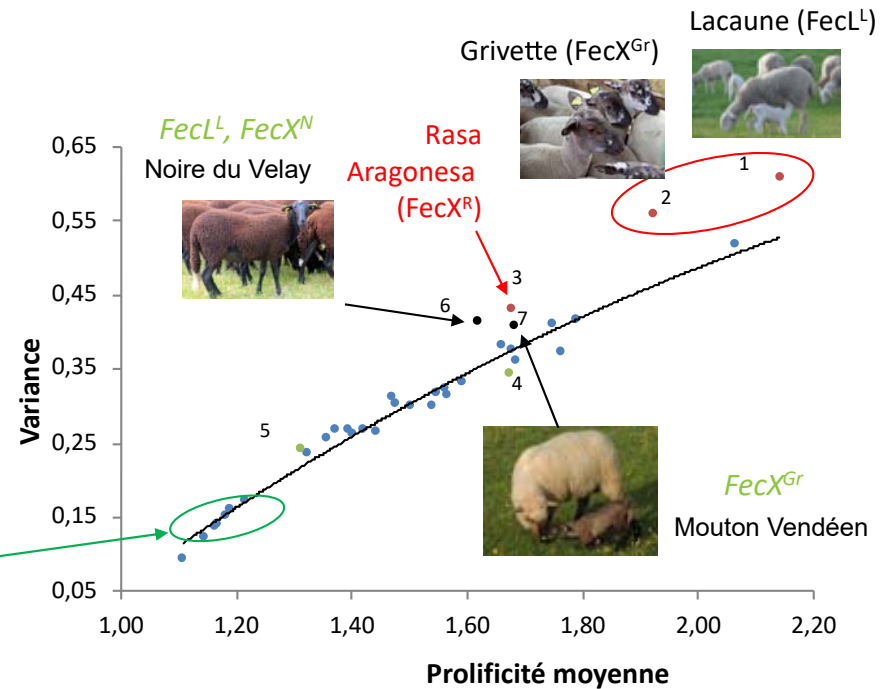 Lacaune (FecL^L)
Grivette (FecX^Gr)
FecL^L, FecX^N
Noire du Velay
Rasa
Aragonesa
(FecX^R)
0,65
0,55
0,45
0,35
0,25
0,15
0,05
Variance
1
2
3
6
7
4
5
FecX^Gr
Mouton Vendéen
1,00
1,20
1,40
1,60
1,80
2,00
2,20
Prolificité moyenne